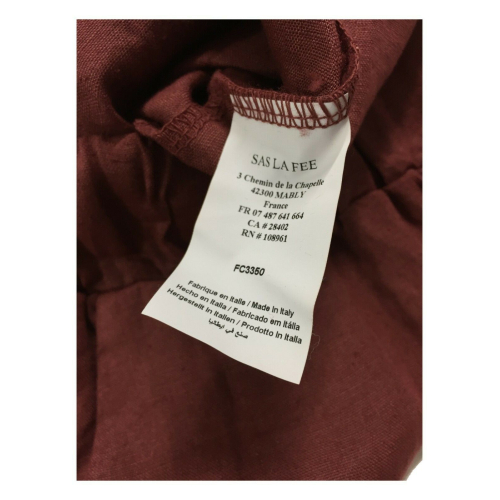 SAS LA FEE
3 Chemin de la Chapelle
42300 MABLY
France
FR 07 487 641 664
CA # 28402
RN # 108961
FC3350
Fabrique en Italie / Made in Italy
Hecho en Italia / Fabricado em Itália
Hergestellt in Italien / Prodotto in Italia
صنع في ايطاليا